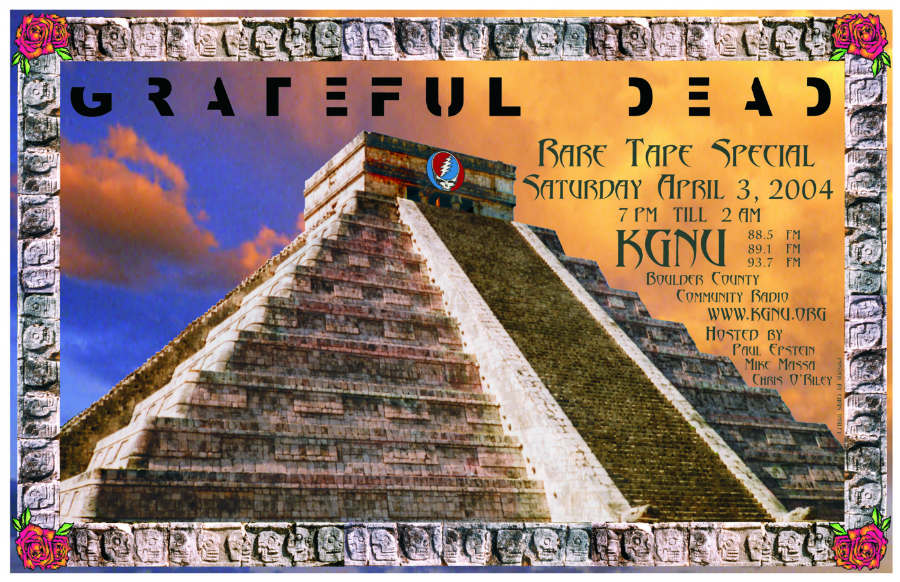 GRATEFUL DEAD
RARE TAPE SPECIAL
SATURDAY APRIL 3, 2004
7 PM TILL 2 AM
KGNU
88.5 FM
89.1 FM
93.7 FM
BOULDER COUNTY
COMMUNITY RADIO
WWW.KGNU.ORG
HOSTED BY
PAUL EPSTEIN
MIKE MASSA
CHRIS O'RILEY